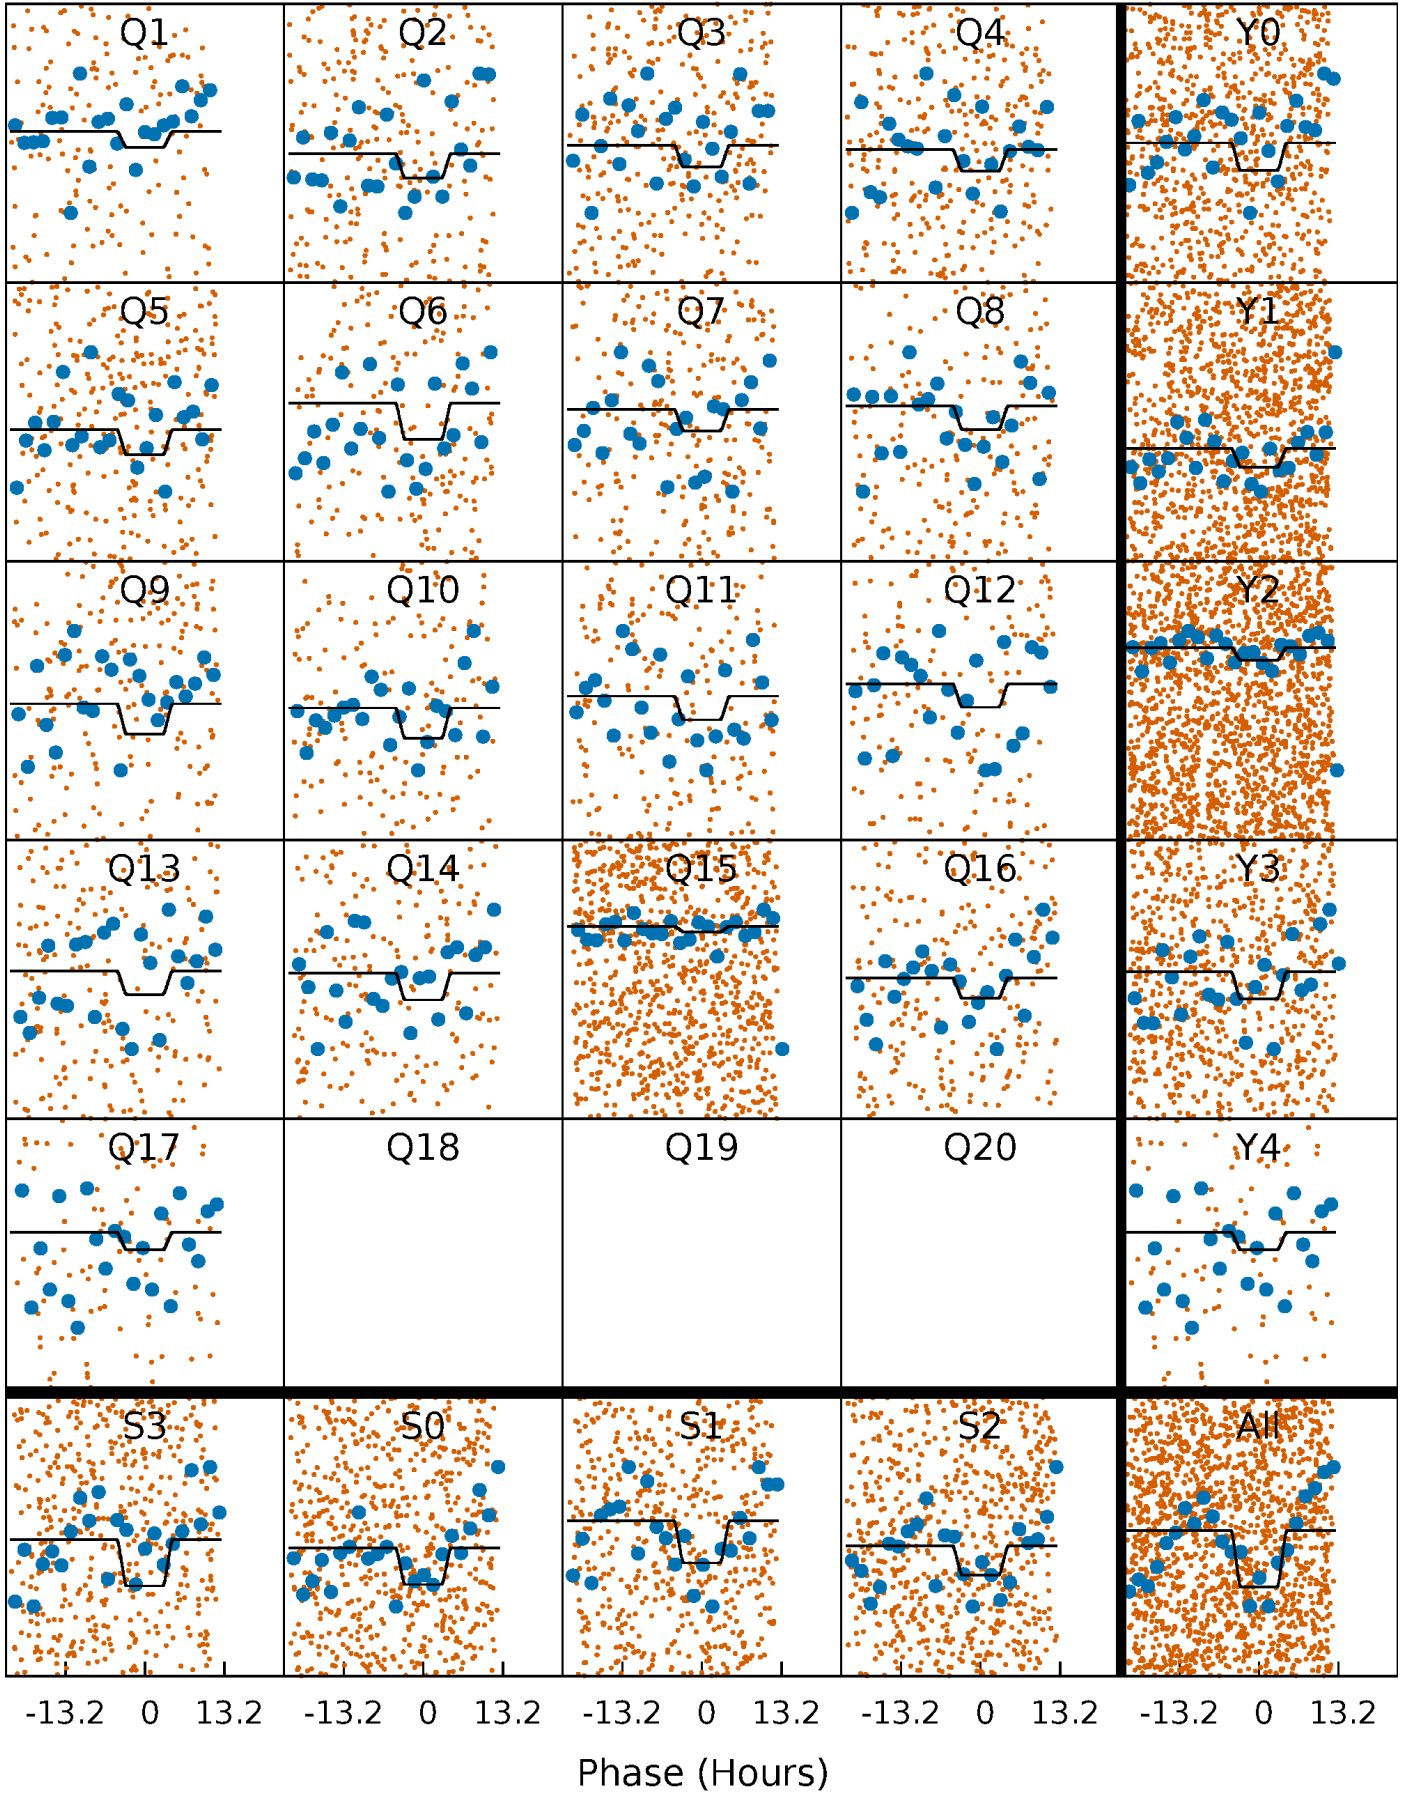 Q1 Q2 Q3 Q4 Y0
Q5 Q6 Q7 Q8 Y1
Q9 Q10 Q11 Q12 Y2
Q13 Q14 Q15 Q16 Y3
Q17 Q18 Q19 Q20 Y4
S3 S0 S1 S2 All
-13.2 0 13.2 -13.2 0 13.2 -13.2 0 13.2 -13.2 0 13.2 -13.2 0 13.2
Phase (Hours)